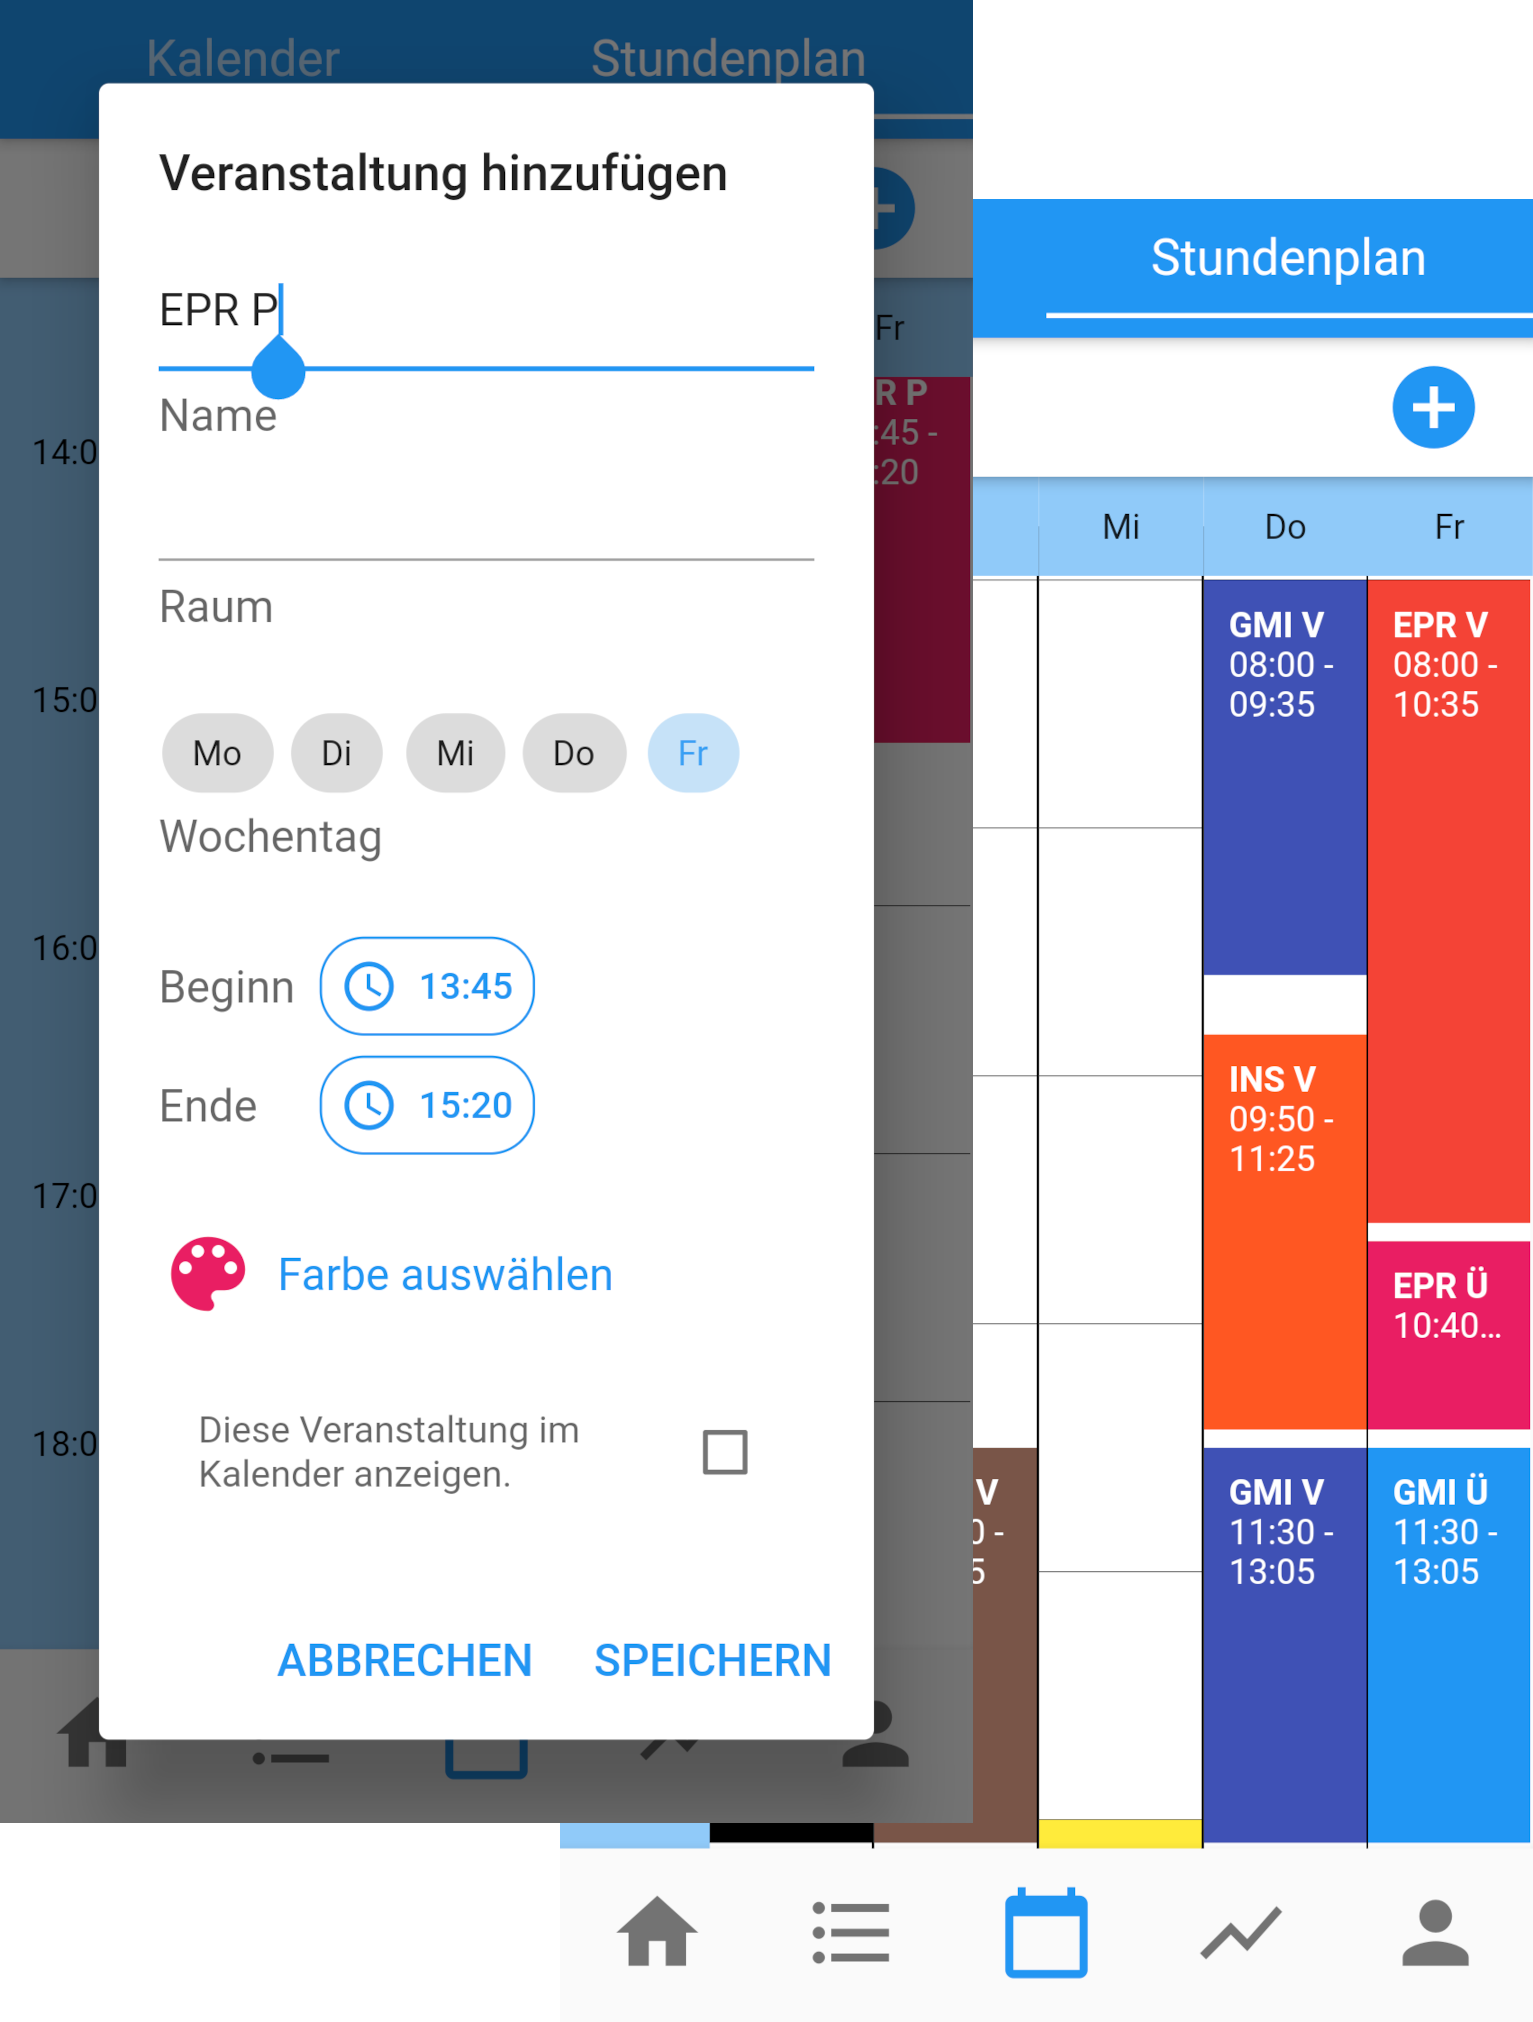 Kalender
Stundenplan
Veranstaltung hinzufügen
EPR P
Name
Raum
Mo
Di
Mi
Do
Fr
Wochentag
Beginn
13:45
Ende
15:20
Farbe auswählen
Diese Veranstaltung im
Kalender anzeigen.
ABBRECHEN
SPEICHERN
14:0
15:0
16:0
17:0
18:0
Fr
R P
:45 -
:20
Stundenplan
Mi
Do
Fr
V
0 -
5
GMI V
08:00 -
09:35
INS V
09:50 -
11:25
GMI V
11:30 -
13:05
EPR V
08:00 -
10:35
EPR Ü
10:40...
GMI Ü
11:30 -
13:05